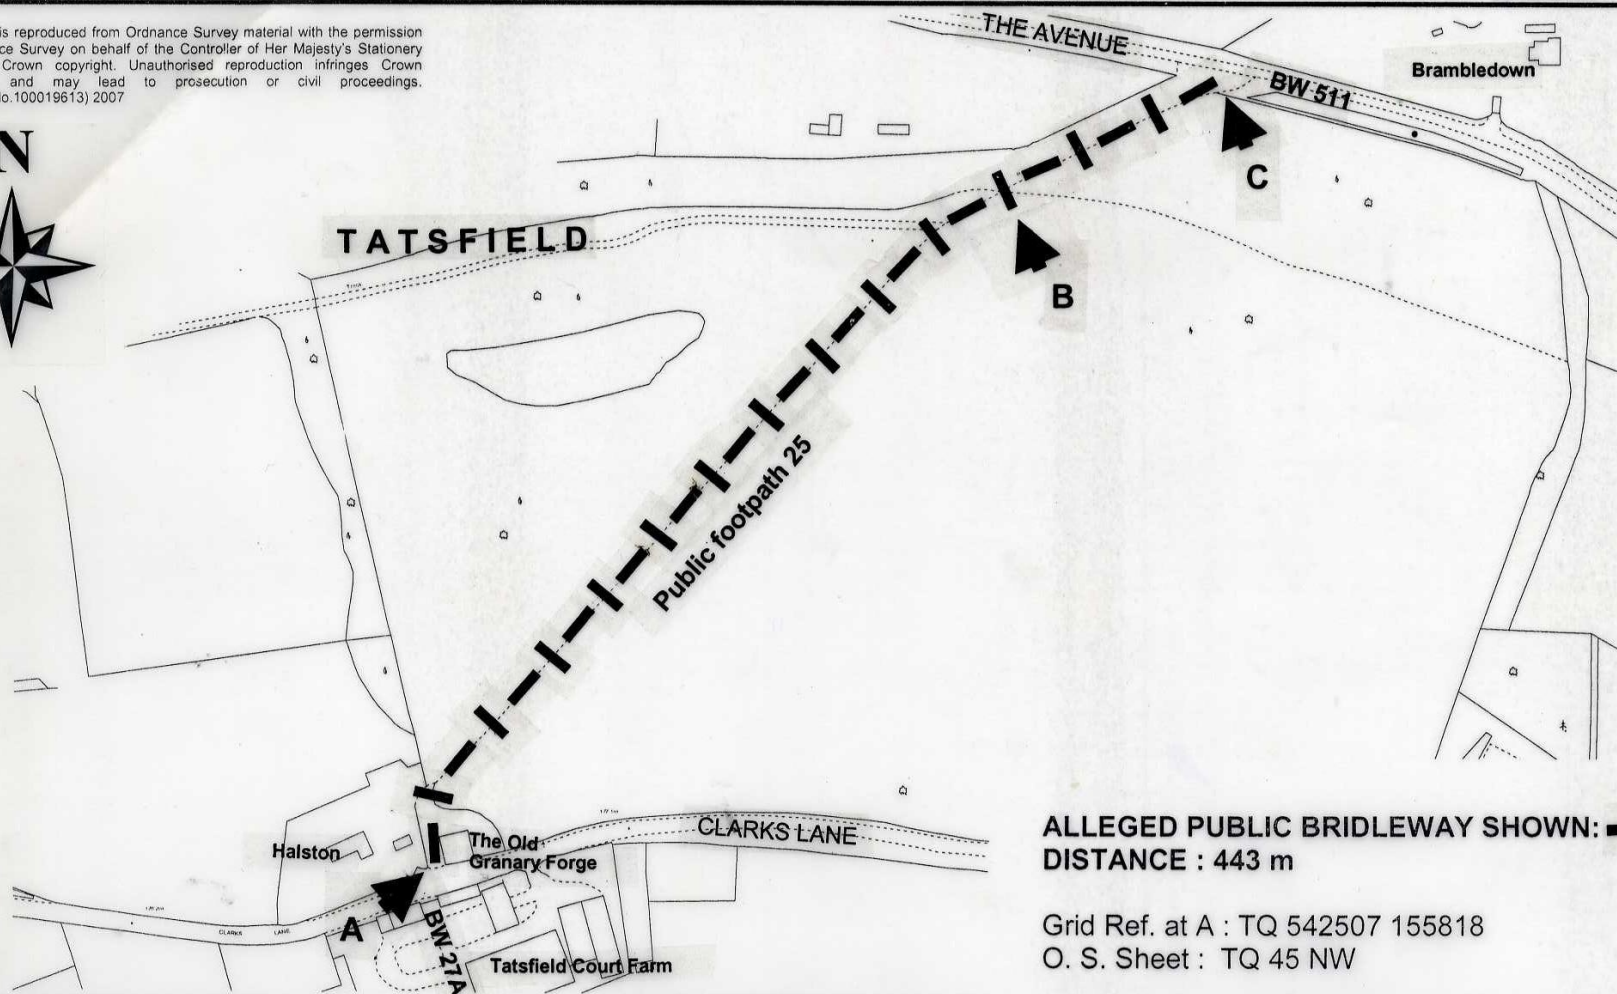 is reproduced from Ordnance Survey material with the permission
ce Survey on behalf of the Controller of Her Majesty's Stationery
Crown copyright. Unauthorised reproduction infringes Crown
and may lead to prosecution or civil proceedings.
No.100019613) 2007
N
THE AVENUE
BW 511
Brambledown
C
TATSFIELD
B
Public footpath 25
Halston
The Old
Granary Forge
CLARKS LANE
A
CLARKS LANE
BW 27A
Tatsfield Court Farm
ALLEGED PUBLIC BRIDLEWAY SHOWN:
DISTANCE : 443 m
Grid Ref. at A : TQ 542507 155818
O. S. Sheet : TQ 45 NW